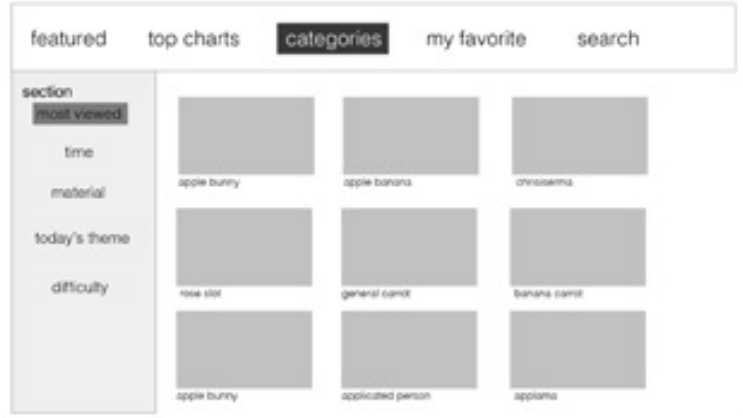 featured top charts categories my favorite search
section
most viewed
time
material
today's theme
difficulty
apple bunny apple banana
rose slot general carrot banana carrot
apple bunny applicated person applama